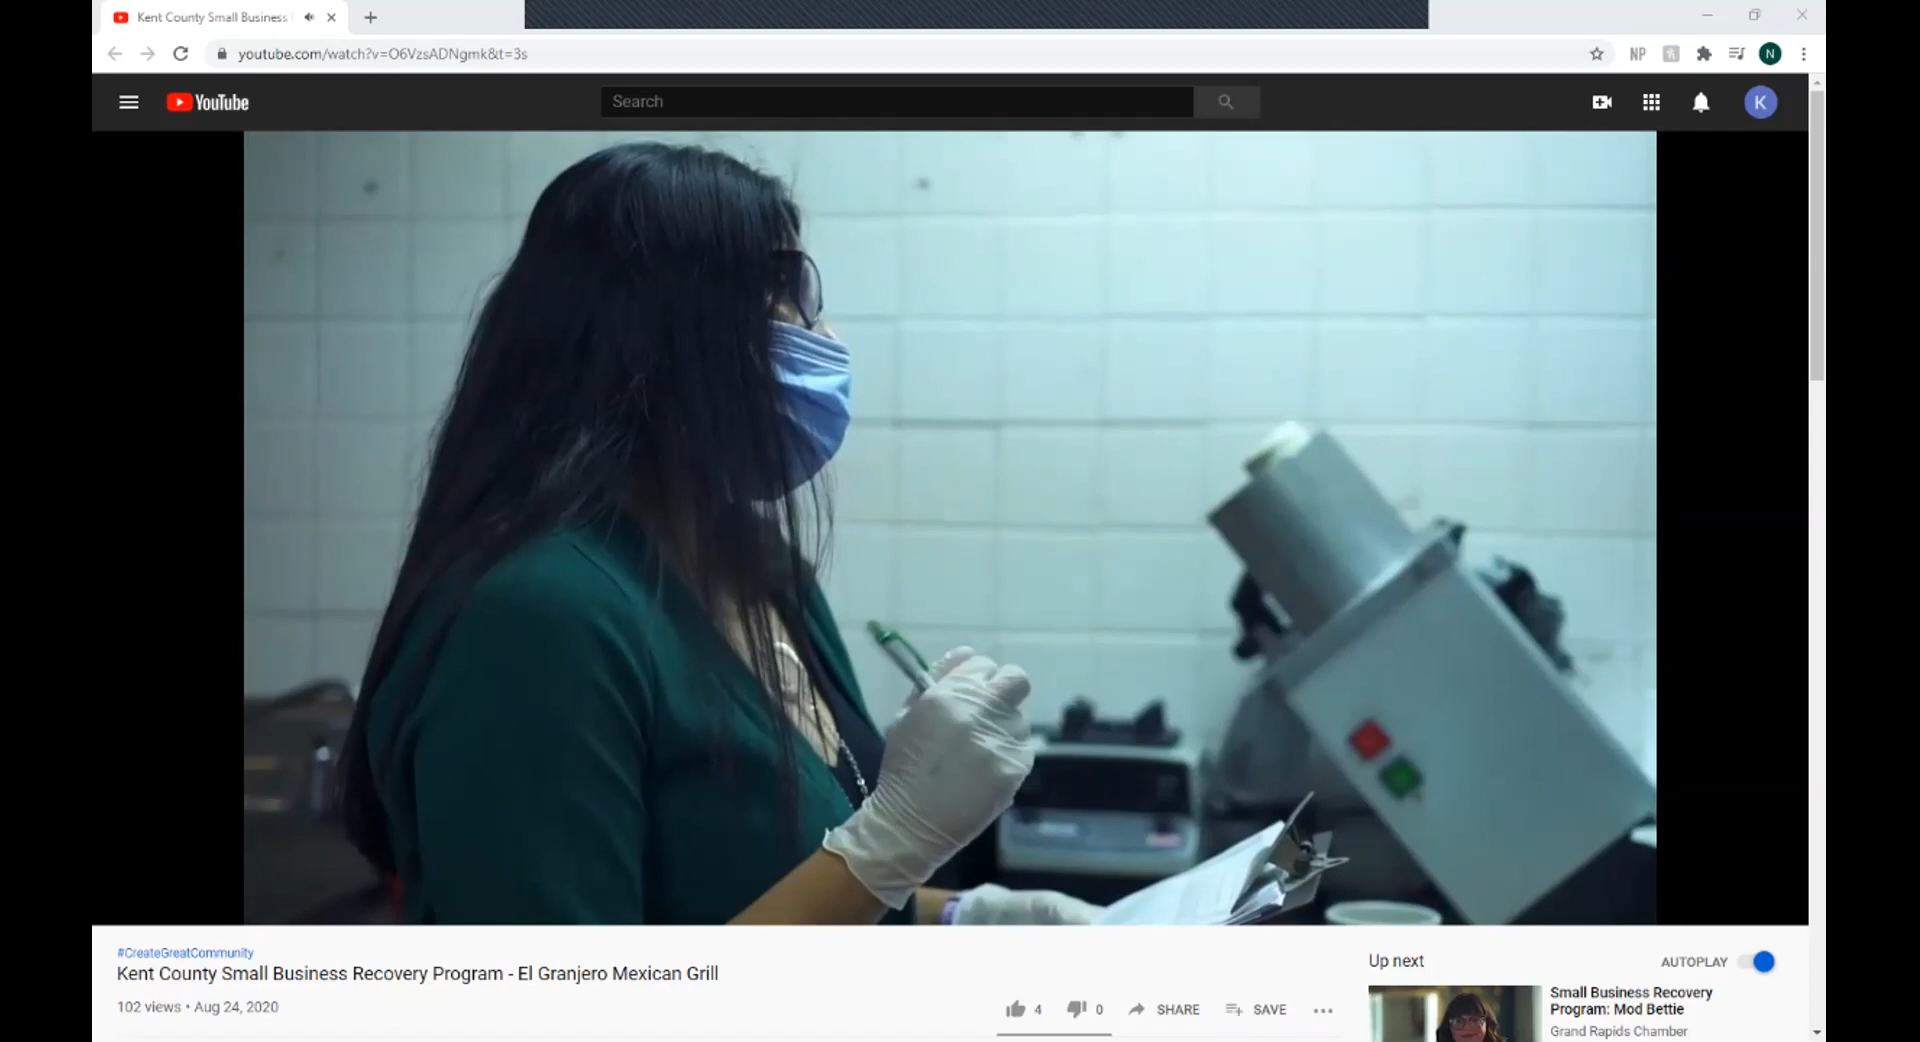 Kent County Small Business
youtube.com/watch?v=O6VzsADNgmk&t=3s
NP
N
YouTube
Search
K
#CreateGreatCommunity
Kent County Small Business Recovery Program - El Granjero Mexican Grill
102 views • Aug 24, 2020
4
0
SHARE
SAVE
Up next
AUTOPLAY
Small Business Recovery
Program: Mod Bettie
Grand Rapids Chamber